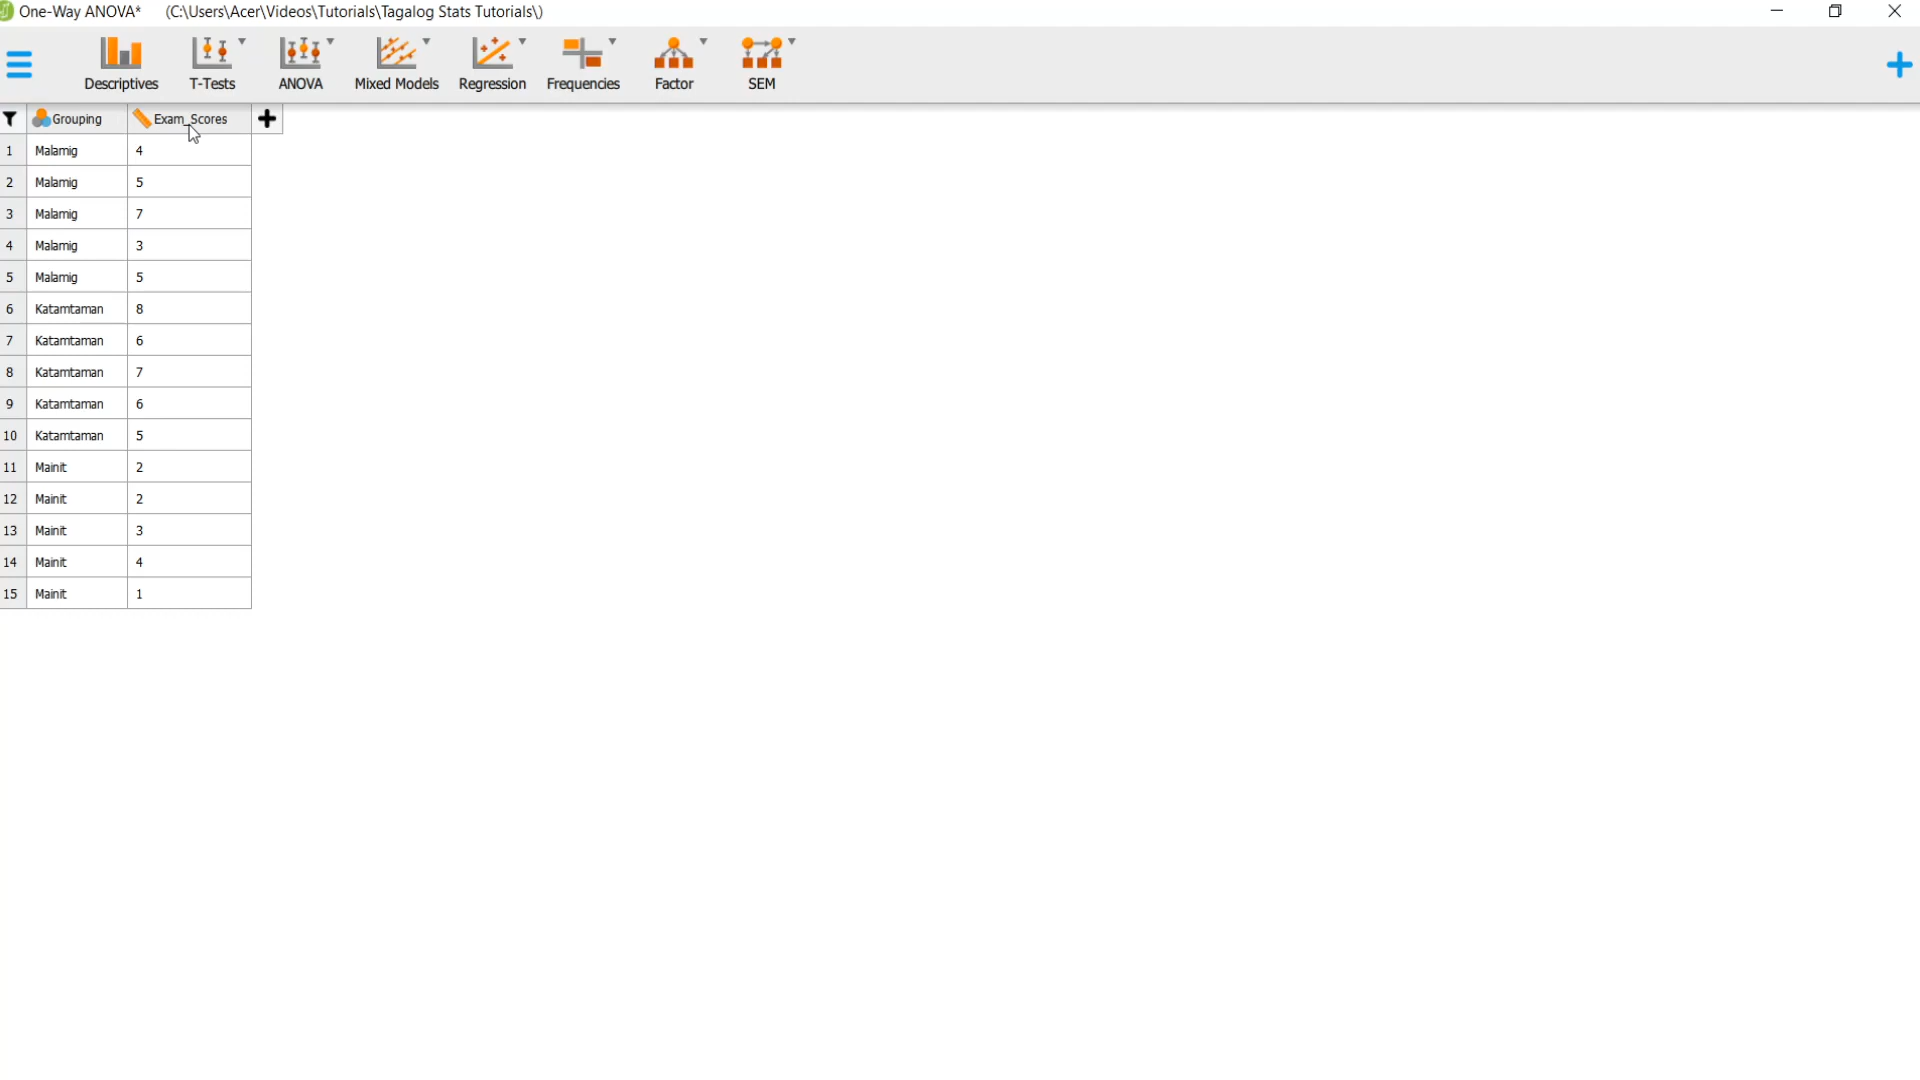 One-Way ANOVA* (C:\Users\Acer\Videos\Tutorials\Tagalog Stats Tutorials\)
Descriptives T-Tests ANOVA Mixed Models Regression Frequencies Factor SEM
Grouping Exam_Scores
1 Malamig 4
2 Malamig 5
3 Malamig 7
4 Malamig 3
5 Malamig 5
6 Katamtaman 8
7 Katamtaman 6
8 Katamtaman 7
9 Katamtaman 6
10 Katamtaman 5
11 Mainit 2
12 Mainit 2
13 Mainit 3
14 Mainit 4
15 Mainit 1